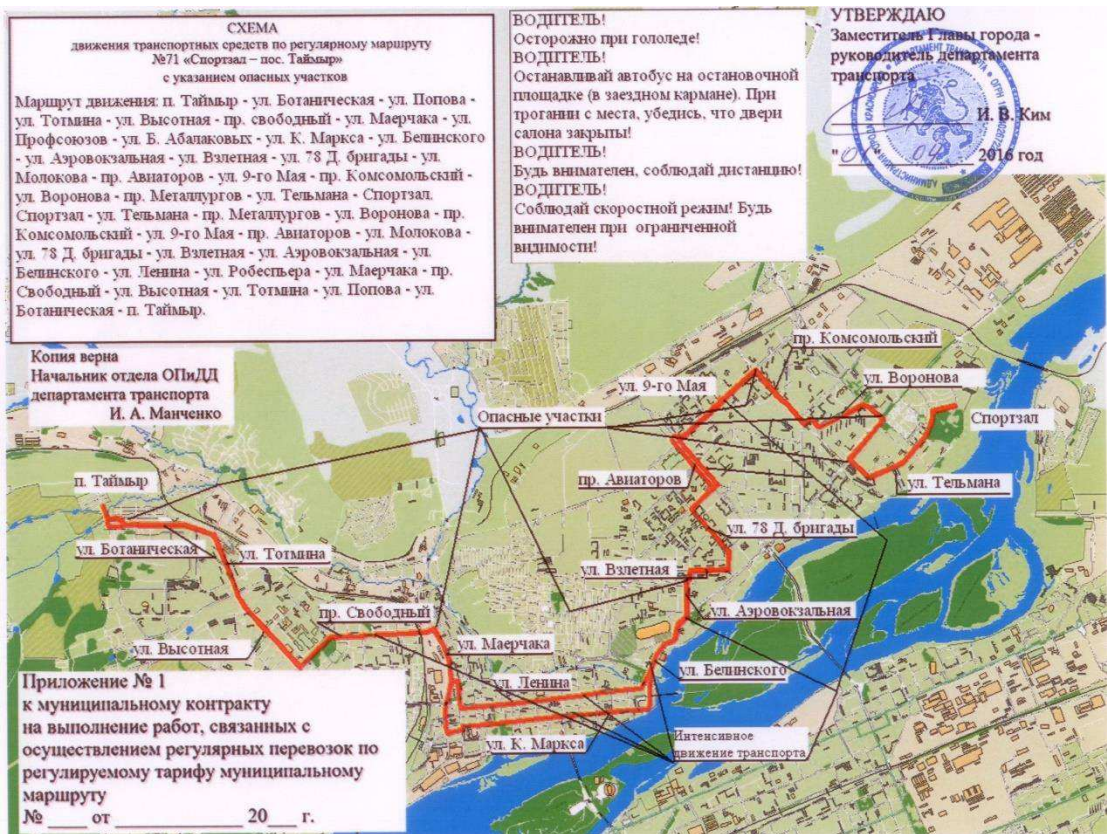 СХЕМА
движения транспортных средств по регулярному маршруту
№71 «Спортзал – пос. Таймыр»
с указанием опасных участков
Маршрут движения: п. Таймыр - ул. Ботаническая - ул. Попова
- ул. Тотмина - ул. Высотная - пр. свободный - ул. Маерчака - ул.
Профсоюзов - ул. Б. Абалаковых - ул. К. Маркса - ул. Белинского
- ул. Аэровокзальная - ул. Взлетная - ул. 78 Д. бригады - ул.
Молокова - пр. Авиаторов - ул. 9-го Мая - пр. Комсомольский -
ул. Воронова - пр. Металлургов - ул. Тельмана - Спортзал.
Спортзал - ул. Тельмана - пр. Металлургов - ул. Воронова - пр.
Комсомольский - ул. 9-го Мая - пр. Авиаторов - ул. Молокова -
ул. 78 Д. бригады - ул. Взлетная - ул. Аэровокзальная - ул.
Белинского - ул. Ленина - ул. Робеспьера - ул. Маерчака - пр.
Свободный - ул. Высотная - ул. Тотмина - ул. Попова - ул.
Ботаническая - п. Таймыр.
ВОДИТЕЛЬ!
Осторожно при гололеде!
ВОДИТЕЛЬ!
Останавливай автобус на остановочной
площадке (в заездном кармане). При
трогании с места, убедись, что двери
салона закрыты!
ВОДИТЕЛЬ!
Будь внимателен, соблюдай дистанцию!
ВОДИТЕЛЬ!
Соблюдай скоростной режим! Будь
внимателен при ограниченной
видимости!
УТВЕРЖДАЮ
Заместитель Главы города -
руководитель департамента
транспорта
И. В. Ким
2016 год
Копия верна
Начальник отдела ОПиДД
департамента транспорта
И. А. Манченко
пр. Комсомольский
ул. 9-го Мая
ул. Воронова
Опасные участки
Спортзал
п. Таймыр
пр. Авиаторов
ул. Тельмана
ул. 78 Д. бригады
ул. Ботаническая
ул. Тотмина
ул. Взлетная
пр. Свободный
ул. Аэровокзальная
ул. Высотная
ул. Маерчака
ул. Ленина
ул. Белинского
ул. К. Маркса
Интенсивное
движение транспорта
Приложение № 1
к муниципальному контракту
на выполнение работ, связанных с
осуществлением регулярных перевозок по
регулируемому тарифу муниципальному
маршруту
№ ____ от ____________ 20___ г.